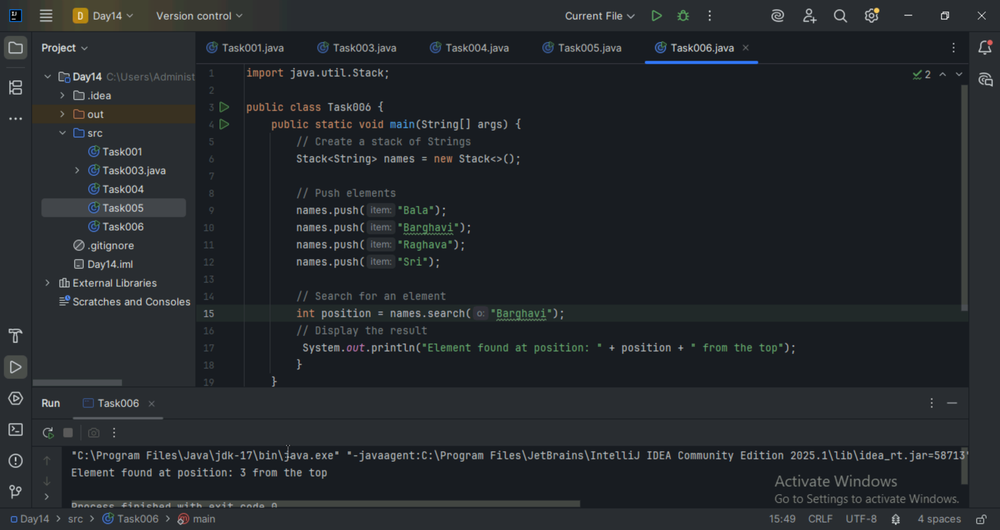 Day14
Version control
Current File
Project
Task001.java
Task003.java
Task004.java
Task005.java
Task006.java
Day14 C:\Users\Administ
.idea
out
src
Task001
Task003.java
Task004
Task005
Task006
.gitignore
Day14.iml
External Libraries
Scratches and Consoles
2
1 import java.util.Stack;
2
3 public class Task006 {
4 public static void main(String[] args) {
5 // Create a stack of Strings
6 Stack<String> names = new Stack<>();
7
8 // Push elements
9 names.push( item: "Bala");
10 names.push( item: "Barghavi");
11 names.push( item: "Raghava");
12 names.push( item: "Sri");
13
14 // Search for an element
15 int position = names.search( o: "Barghavi");
16 // Display the result
17 System.out.println("Element found at position: " + position + " from the top");
18 }
19 }
Run
Task006
"C:\Program Files\Java\jdk-17\bin\java.exe" "-javaagent:C:\Program Files\JetBrains\IntelliJ IDEA Community Edition 2025.1\lib\idea_rt.jar=58713"
Element found at position: 3 from the top
Process finished with exit code 0
Activate Windows
Go to Settings to activate Windows.
Day14 > src > Task006 > main
15:49 CRLF UTF-8 4 spaces